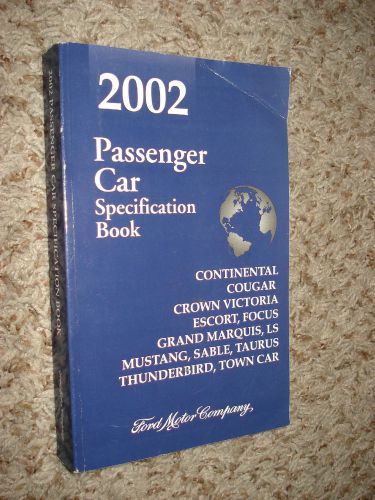 2002
Passenger
Car
Specification
Book
CONTINENTAL
COUGAR
CROWN VICTORIA
ESCORT, FOCUS
GRAND MARQUIS, LS
MUSTANG, SABLE, TAURUS
THUNDERBIRD, TOWN CAR
Ford Motor Company
2002 PASSENGER CAR SPECIFICATION BOOK